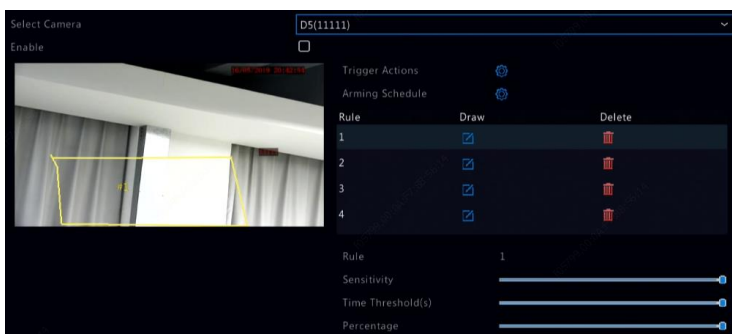 Select Camera D5(11111)
Enable
Trigger Actions
Arming Schedule
Rule Draw Delete
1
#1
2
3
4
Rule 1
Sensitivity
Time Threshold(s)
Percentage